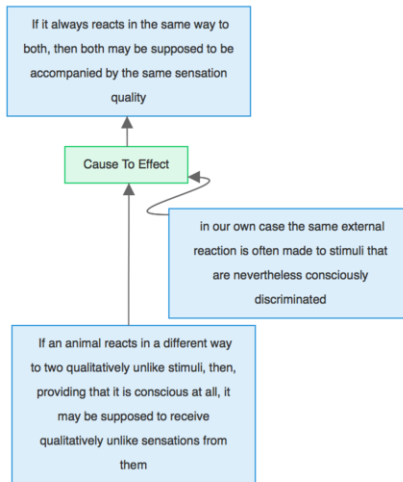 If it always reacts in the same way to
both, then both may be supposed to be
accompanied by the same sensation
quality
Cause To Effect
in our own case the same external
reaction is often made to stimuli that
are nevertheless consciously
discriminated
If an animal reacts in a different way
to two qualitatively unlike stimuli, then,
providing that it is conscious at all, it
may be supposed to receive
qualitatively unlike sensations from
them